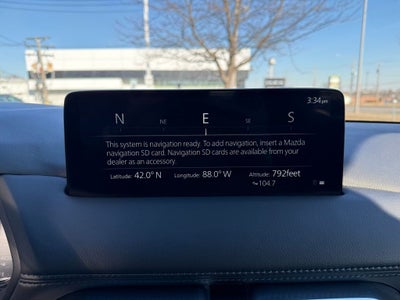 3:34 pm
N NE E SE S
This system is navigation ready. To add navigation, insert a Mazda
navigation SD card. Navigation SD cards are available from your
dealer as an accessory.
Latitude: 42.0° N Longitude: 88.0° W Altitude: 792feet
104.7